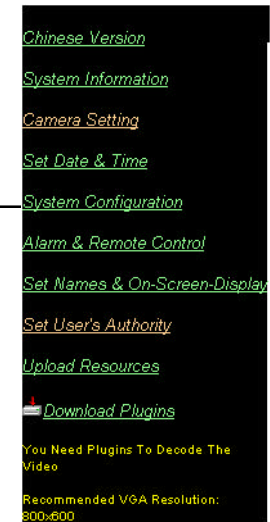 Chinese Version
System Information
Camera Setting
Set Date & Time
System Configuration
Alarm & Remote Control
Set Names & On-Screen-Display
Set User's Authority
Upload Resources
Download Plugins
You Need Plugins To Decode The
Video
Recommended VGA Resolution:
800x600